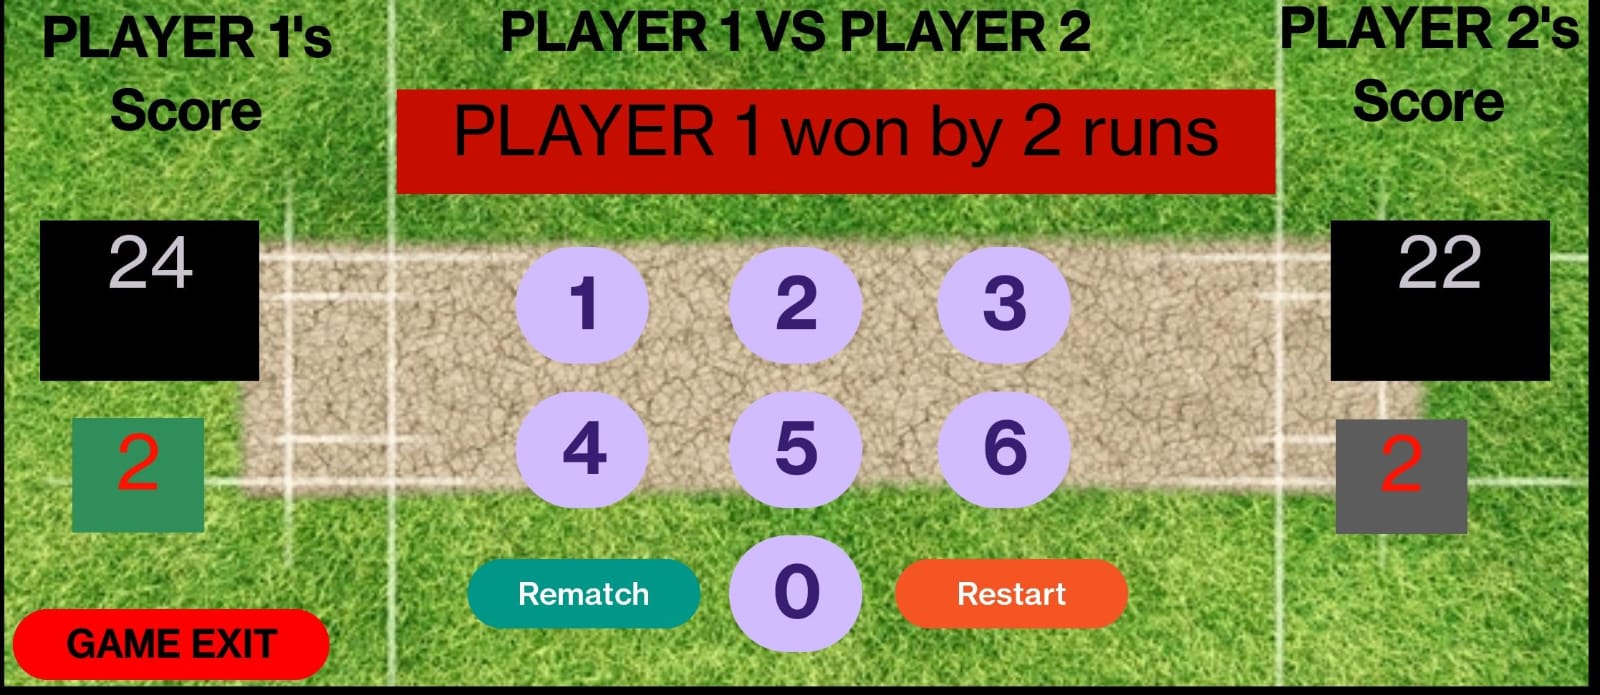 PLAYER 1's
Score
PLAYER 1 VS PLAYER 2
PLAYER 2's
Score
PLAYER 1 won by 2 runs
24
22
1 2 3
2
4 5 6
2
Rematch
0
Restart
GAME EXIT